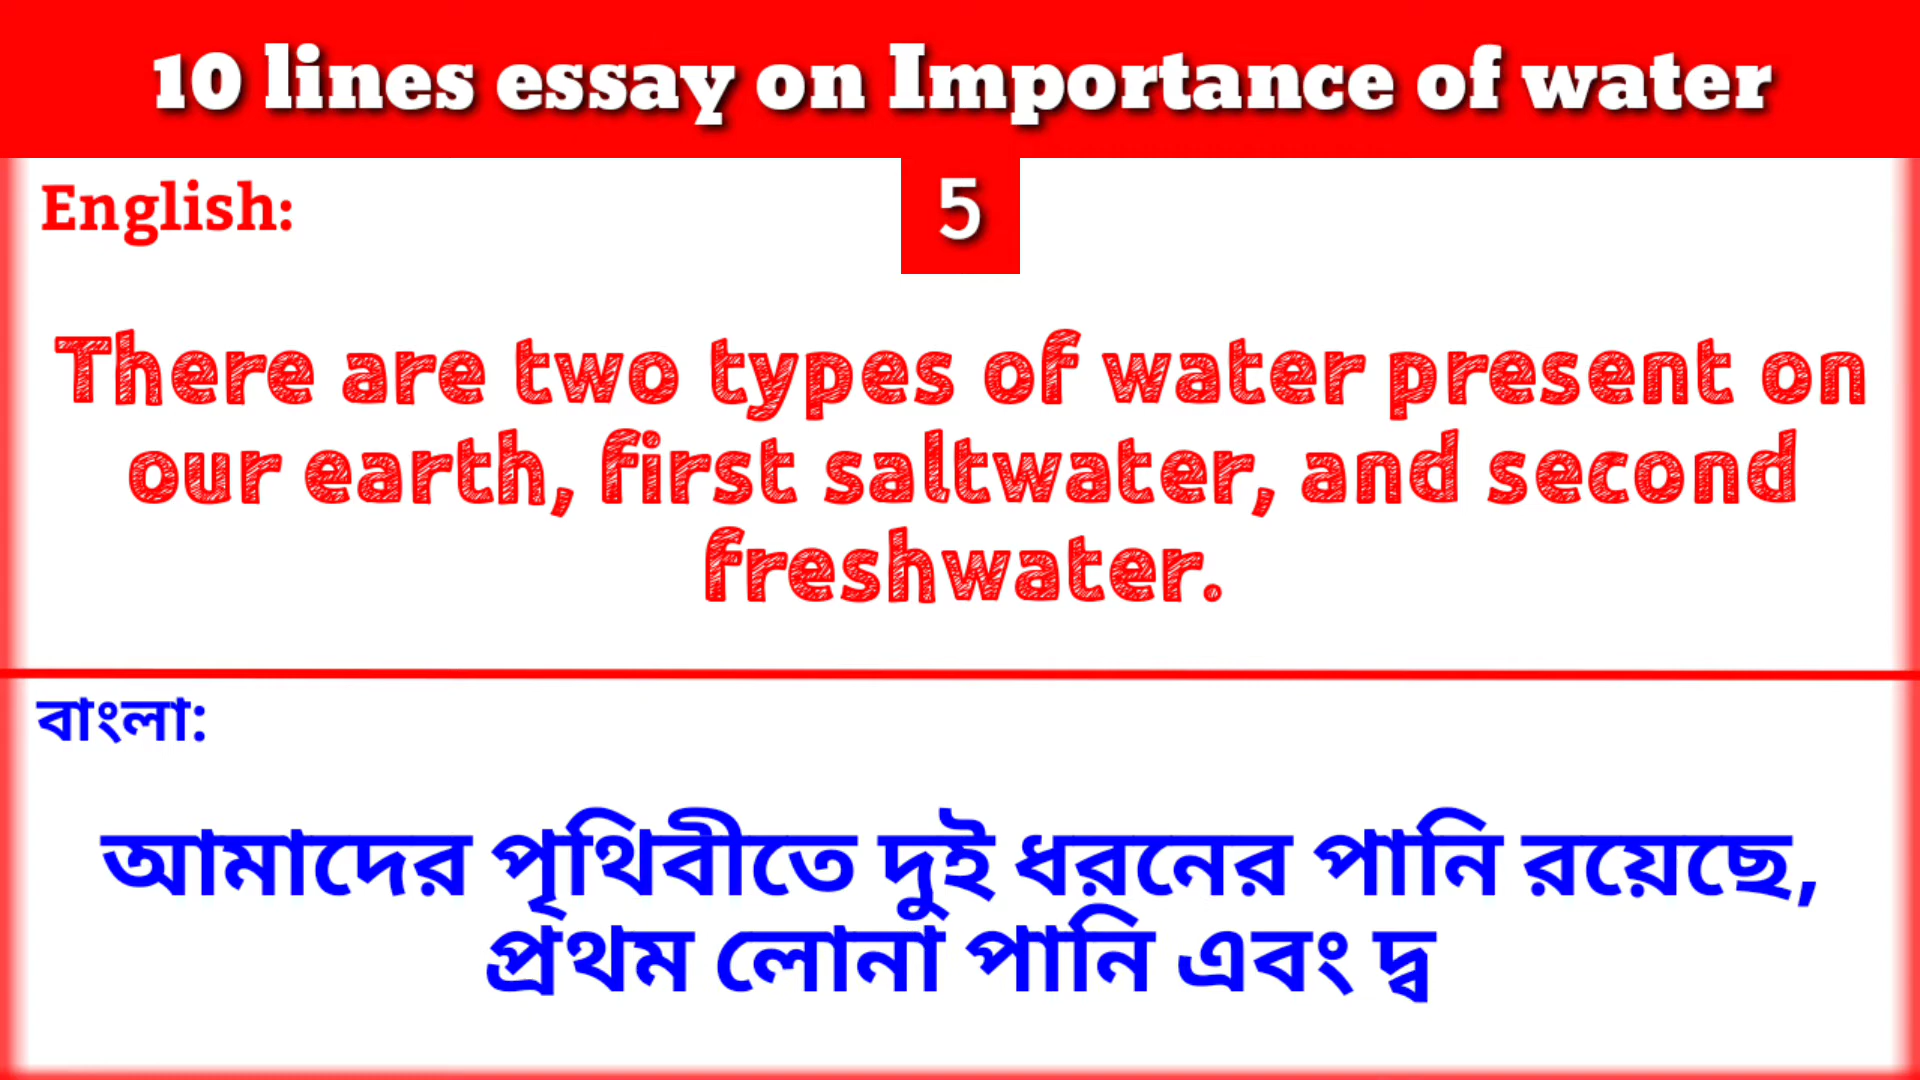 10 lines essay on Importance of water
English:
5
There are two types of water present on
our earth, first saltwater, and second
freshwater.
বাংলা:
আমাদের পৃথিবীতে দুই ধরনের পানি রয়েছে,
প্রথম লোনা পানি এবং দ্ব